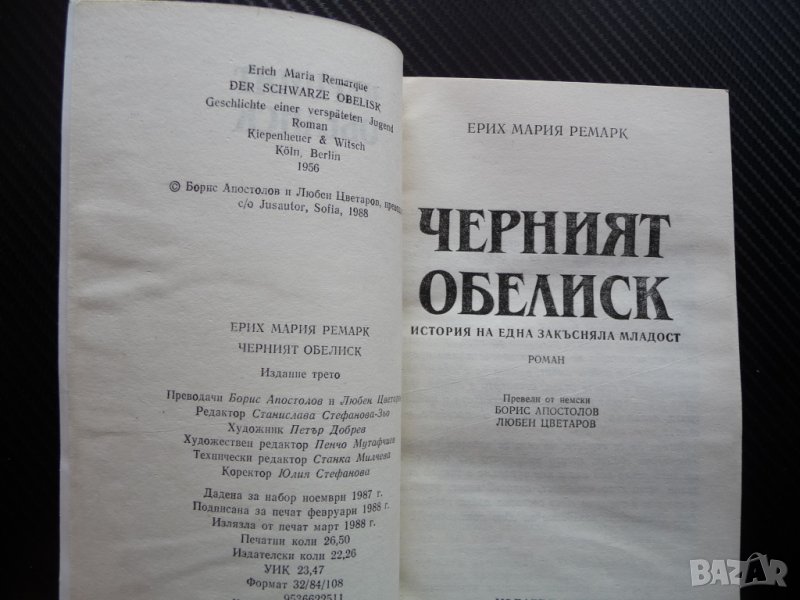 Erich Maria Remarque
DER SCHWARZE OBELISK
Geschichte einer verspäteten Jugend
Roman
Kiepenheuer & Witsch
Köln, Berlin
1956
© Борис Апостолов и Любен Цветаров,
c/o Jusautor, Sofia, 1988
ЕРИХ МАРИЯ РЕМАРК
ЧЕРНИЯТ ОБЕЛИСК
Издание трето
Преводачи Борис Апостолов и Любен
Редактор Станислава Стефанова-Зьо
Художник Петър Добрев
Художествен редактор Пенчо Мутафчиев
Технически редактор Станка Милчева
Коректор Юлия Стефанова
Дадена за набор ноември 1987 г.
Подписана за печат февруари 1988 г.
Излязла от печат март 1988 г.
Печатни коли 26,50
Издателски коли 22,26
УИК 23,47
Формат 32/84/108
9536622511
ЕРИХ МАРИЯ РЕМАРК
ЧЕРНИЯТ
ОБЕЛИСК
ИСТОРИЯ НА ЕДНА ЗАКЪСНЯЛА МЛАДОСТ
РОМАН
Превели от немски
БОРИС АПОСТОЛОВ
ЛЮБЕН ЦВЕТАРОВ
BAZAR